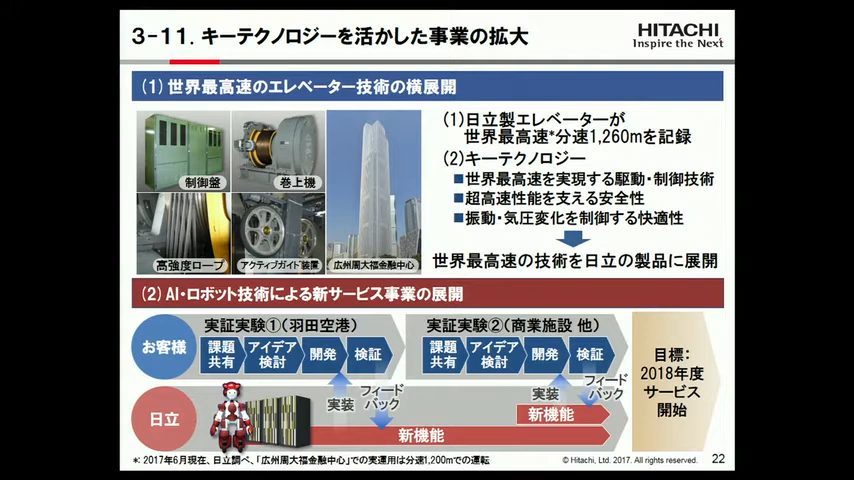 3-11. キーテクノロジーを活かした事業の拡大
HITACHI
Inspire the Next
(1) 世界最高速のエレベーター技術の横展開
制御盤
巻上機
高強度ロープ
アクティブガイド装置
広州周大福金融中心
(1)日立製エレベーターが
世界最高速*分速1,260mを記録
(2)キーテクノロジー
■世界最高速を実現する駆動・制御技術
■超高速性能を支える安全性
■振動・気圧変化を制御する快適性
世界最高速の技術を日立の製品に展開
(2) AI・ロボット技術による新サービス事業の展開
お客様
実証実験①(羽田空港)
課題
共有
アイデア
検討
開発
検証
実証実験②(商業施設 他)
課題
共有
アイデア
検討
開発
検証
実装
フィード
バック
実装
フィード
バック
日立
新機能
新機能
目標:
2018年度
サービス
開始
*: 2017年6月現在、日立調べ、「広州周大福金融中心」での実運用は分速1,200mでの運転
© Hitachi, Ltd. 2017. All rights reserved.
22